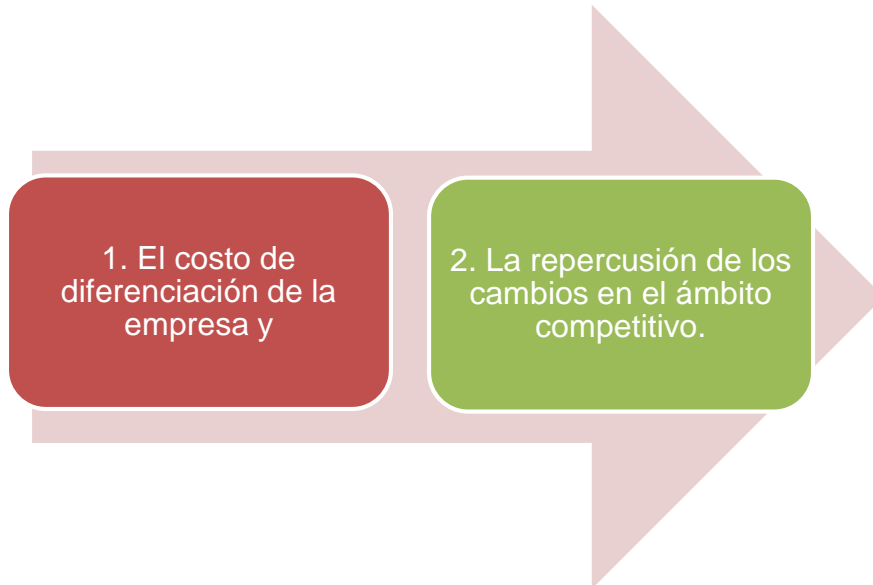 1. El costo de
diferenciación de la
empresa y
2. La repercusión de los
cambios en el ámbito
competitivo.